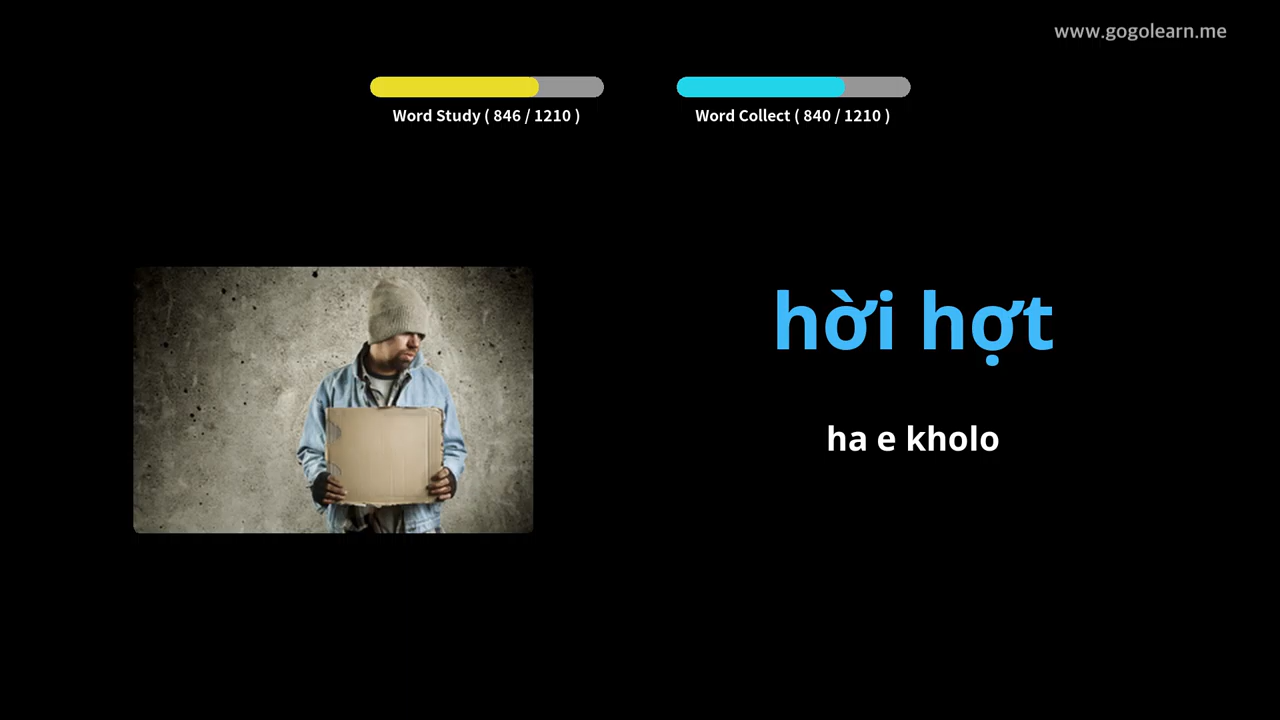 www.gogolearn.me
Word Study ( 846 / 1210 )
Word Collect ( 840 / 1210 )
hời hợt
ha e kholo